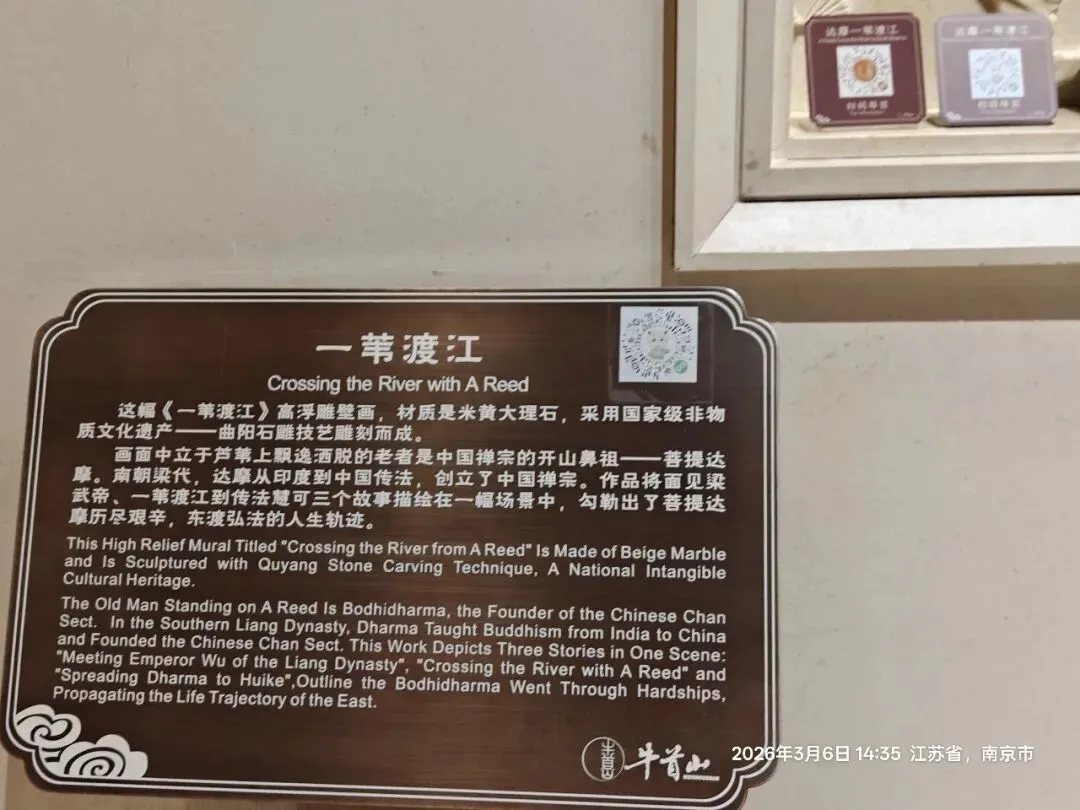 达摩一苇渡江
达摩一苇渡江
一苇渡江
Crossing the River with A Reed
这幅《一苇渡江》高浮雕壁画，材质是米黄大理石，采用国家级非物
质文化遗产——曲阳石雕技艺雕刻而成。
画面中立于芦苇上飘逸洒脱的老者是中国禅宗的开山鼻祖——菩提达
摩。南朝梁代，达摩从印度到中国传法，创立了中国禅宗。作品将面见梁
武帝、一苇渡江到传法慧可三个故事描绘在一幅场景中，勾勒出了菩提达
摩历尽艰辛，东渡弘法的人生轨迹。
This High Relief Mural Titled "Crossing the River from A Reed" Is Made of Beige Marble
and Is Sculptured with Quyang Stone Carving Technique, A National Intangible
Cultural Heritage.
The Old Man Standing on A Reed Is Bodhidharma, the Founder of the Chinese Chan
Sect. In the Southern Liang Dynasty, Dharma Taught Buddhism from India to China
and Founded the Chinese Chan Sect. This Work Depicts Three Stories in One Scene:
"Meeting Emperor Wu of the Liang Dynasty", "Crossing the River with A Reed" and
"Spreading Dharma to Huike",Outline the Bodhidharma Went Through Hardships,
Propagating the Life Trajectory of the East.
牛首山
2026年3月6日 14:35 江苏省，南京市